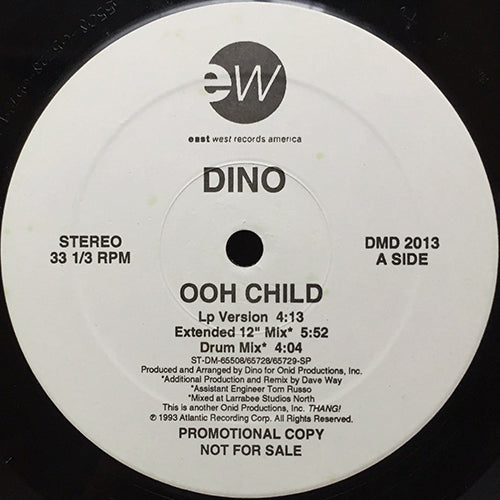 ew
east west records america
DINO
STEREO
33 1/3 RPM
DMD 2013
A SIDE
OOH CHILD
Lp Version 4:13
Extended 12" Mix* 5:52
Drum Mix* 4:04
ST-DM-65508/65728/65729-SP
Produced and Arranged by Dino for Onid Productions, Inc.
*Additional Production and Remix by Dave Way
*Assistant Engineer Tom Russo
*Mixed at Larrabee Studios North
This is another Onid Productions, Inc. THANG!
℗ 1993 Atlantic Recording Corp. All Rights Reserved.
PROMOTIONAL COPY
NOT FOR SALE